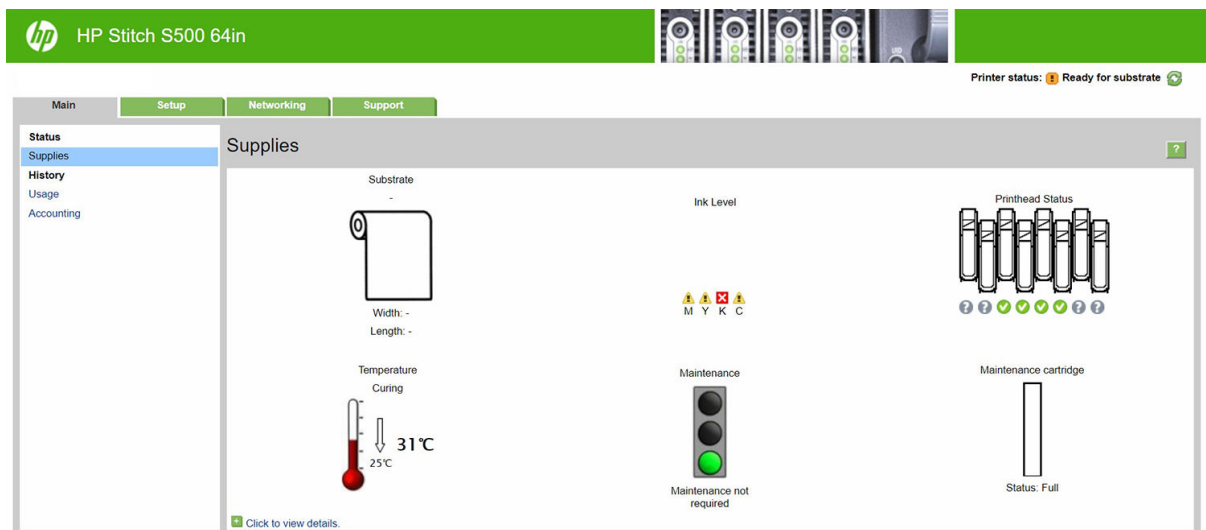 hp HP Stitch S500 64in
Printer status: Ready for substrate
Main Setup Networking Support
Status
Supplies
History
Usage
Accounting
Supplies
?
Substrate
-
Width: -
Length: -
Ink Level
M Y K C
Printhead Status
Temperature
Curing
31℃
25℃
Maintenance
Maintenance not
required
Maintenance cartridge
Status: Full
Click to view details.